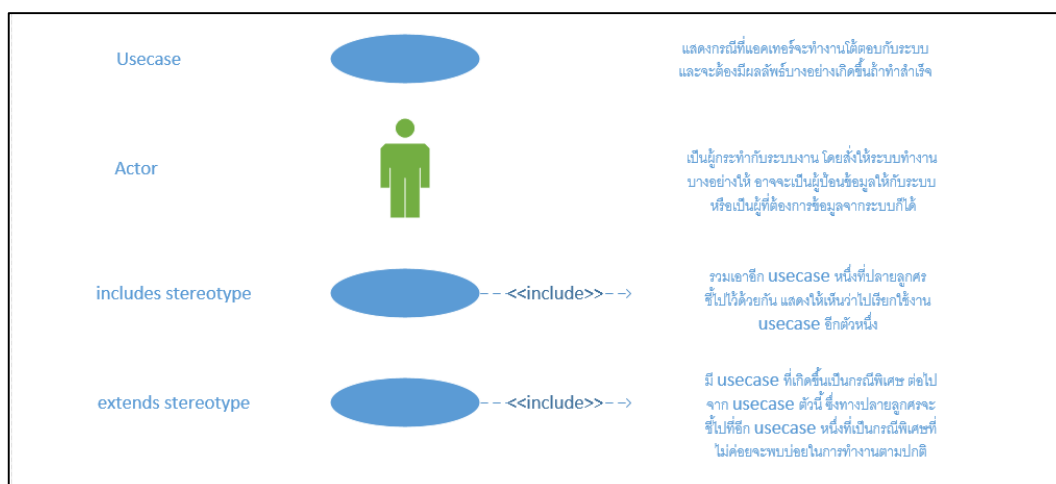 Usecase
แสดงกรณีที่แอคเทอร์จะทำงานโต้ตอบกับระบบ
และจะต้องมีผลลัพธ์บางอย่างเกิดขึ้นถ้าทำสำเร็จ
Actor
เป็นผู้กระทำกับระบบงาน โดยสั่งให้ระบบทำงาน
บางอย่างให้ อาจจะเป็นผู้ป้อนข้อมูลให้กับระบบ
หรือเป็นผู้ที่ต้องการข้อมูลจากระบบก็ได้
includes stereotype
<<include>>
รวมเอาอีก usecase หนึ่งที่ปลายลูกศร
ชี้ไปไว้ด้วยกัน แสดงให้เห็นว่าไปเรียกใช้งาน
usecase อีกตัวหนึ่ง
extends stereotype
<<include>>
มี usecase ที่เกิดขึ้นเป็นกรณีพิเศษ ต่อไป
จาก usecase ตัวนี้ ซึ่งทางปลายลูกศรจะ
ชี้ไปที่อีก usecase หนึ่งที่เป็นกรณีพิเศษที่
ไม่ค่อยจะพบบ่อยในการทำงานตามปกติ